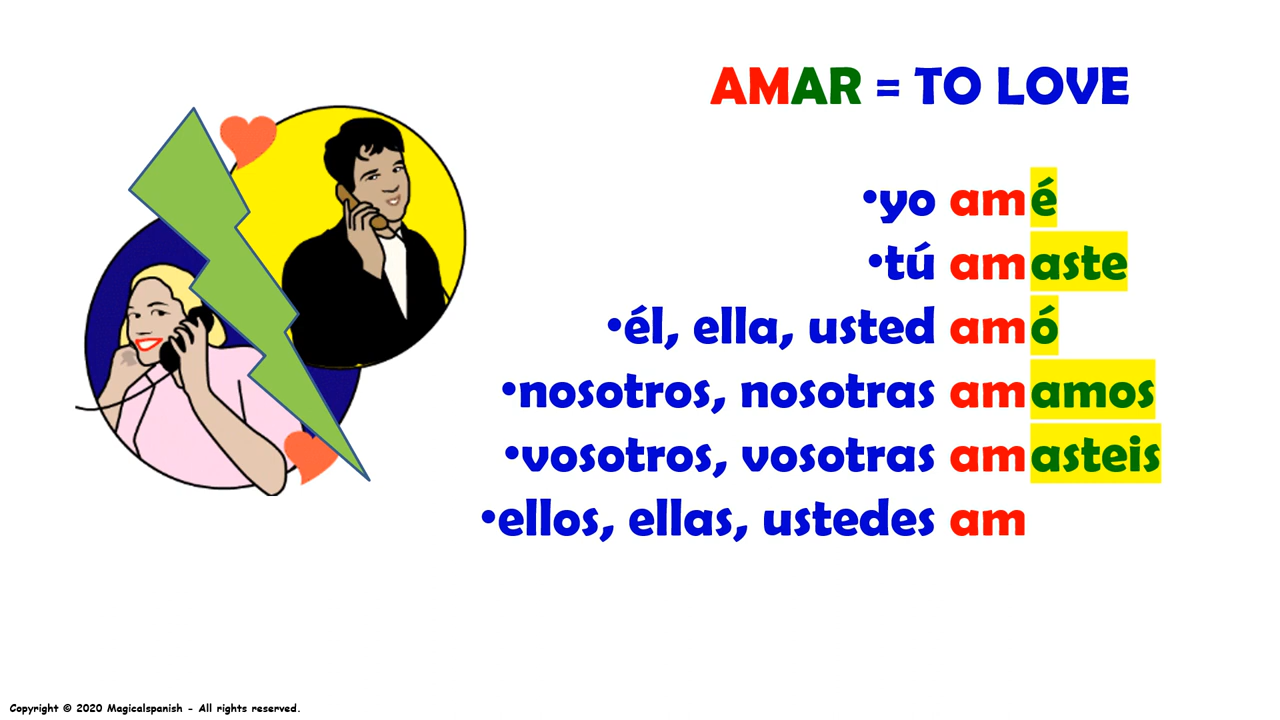 AMAR = TO LOVE
•yo amé
•tú amaste
•él, ella, usted amó
•nosotros, nosotras amamos
•vosotros, vosotras amasteis
•ellos, ellas, ustedes am
Copyright © 2020 Magicalspanish - All rights reserved.